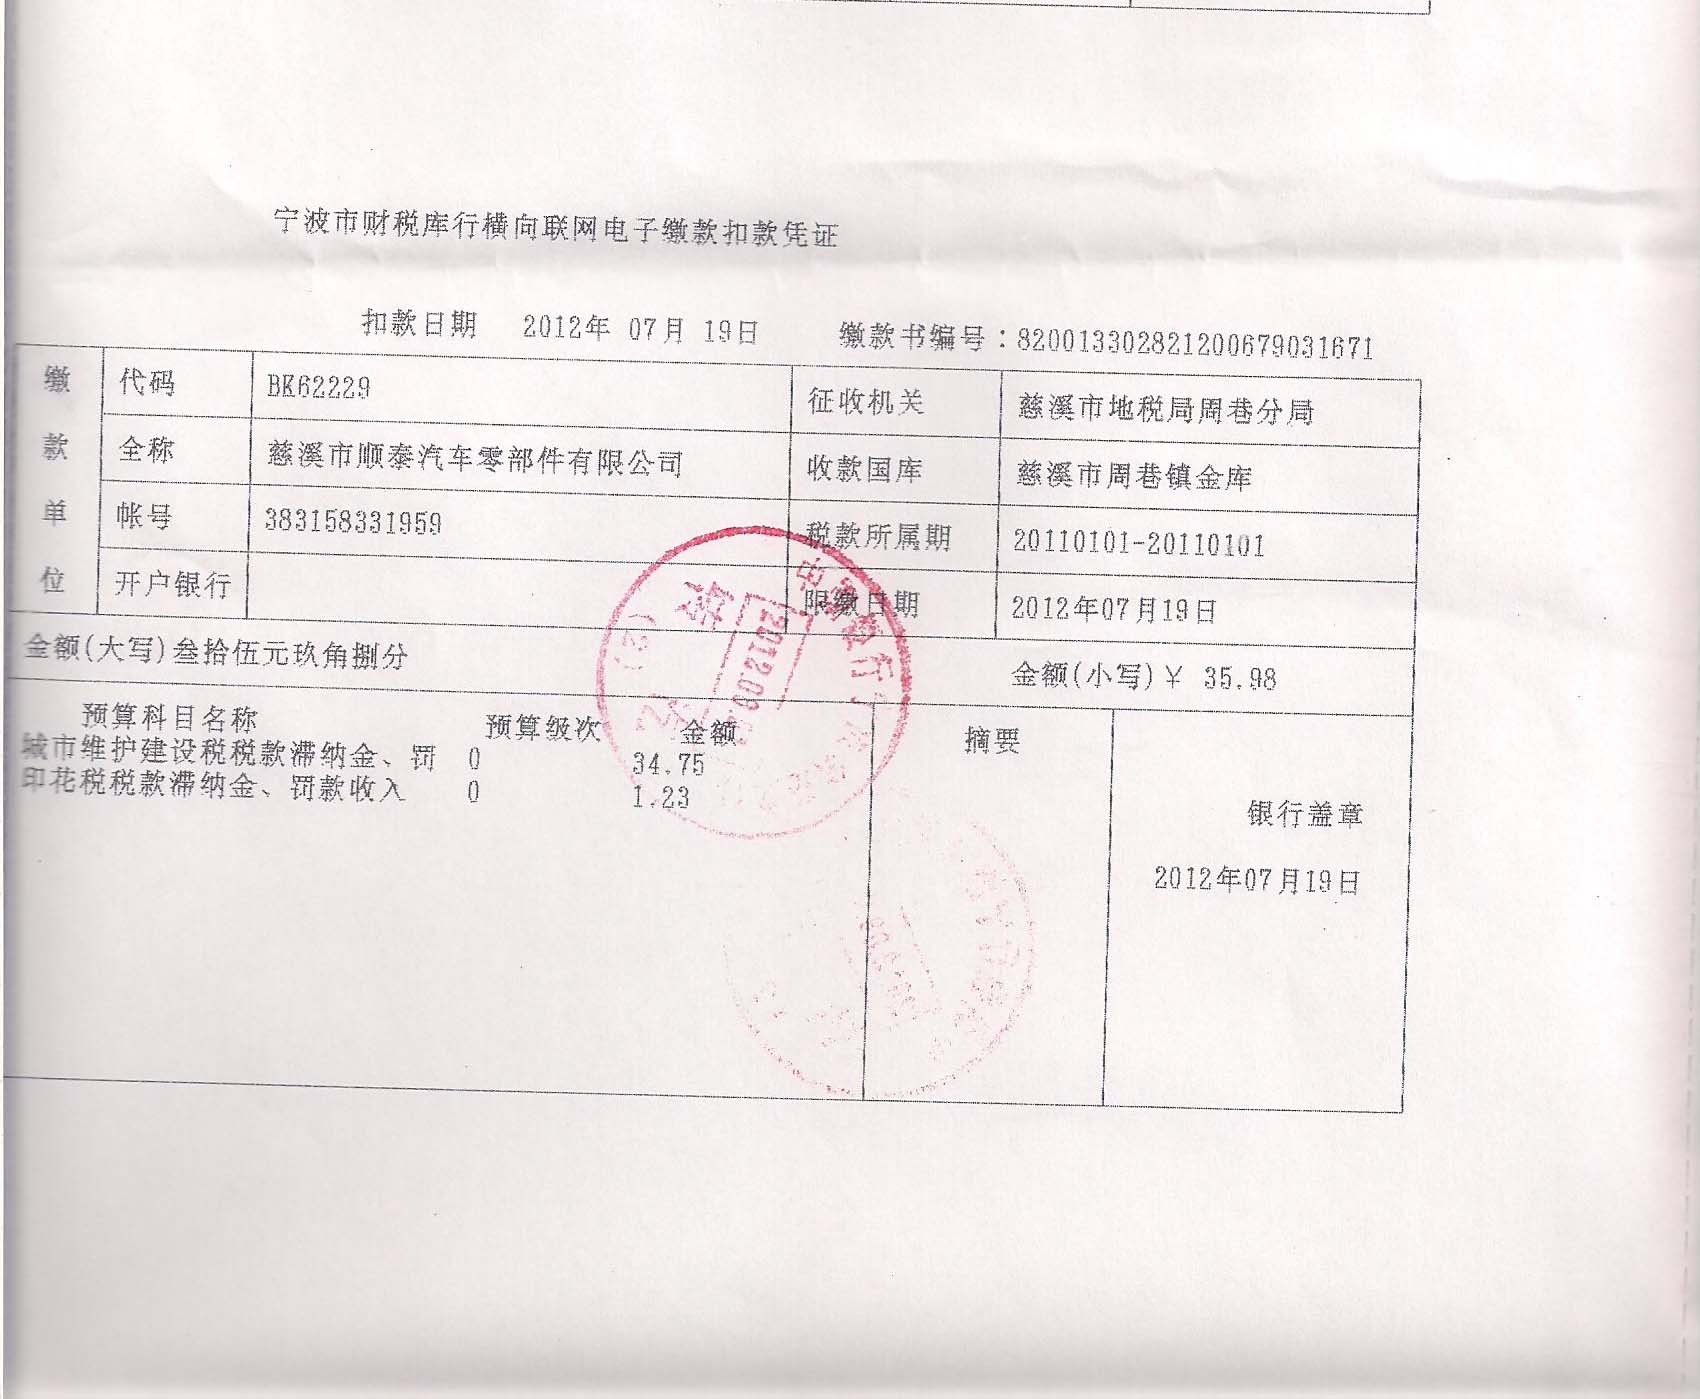 宁波市财税库行横向联网电子缴款扣款凭证
扣款日期 2012年 07月 19日 缴款书编号：820013302821200679031671
缴款单位
代码 BK62229 征收机关 慈溪市地税局周巷分局
全称 慈溪市顺泰汽车零部件有限公司 收款国库 慈溪市周巷镇金库
帐号 383158331959 税款所属期 20110101-20110101
开户银行 限缴日期 2012年07月19日
金额(大写)叁拾伍元玖角捌分 金额(小写)￥ 35.98
预算科目名称 预算级次 金额 摘要
城市维护建设税税款滞纳金、罚 0 34.75
印花税税款滞纳金、罚款收入 0 1.23
银行盖章
2012年07月19日